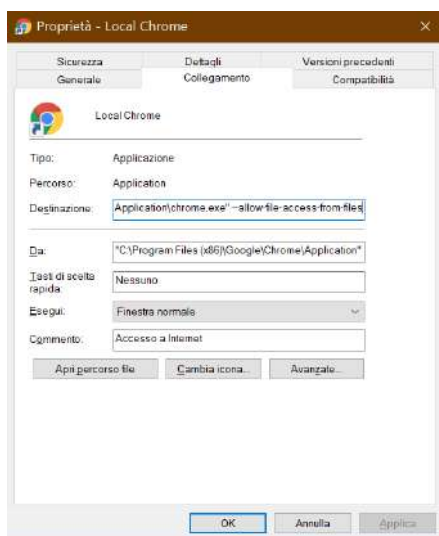 Proprietà - Local Chrome
Sicurezza Dettagli Versioni precedenti
Generale Collegamento Compatibilità
Local Chrome
Tipo: Applicazione
Percorso: Application
Destinazione: Application\chrome.exe" --allow-file-access-from-files
Da: "C:\Program Files (x86)\Google\Chrome\Application"
Tasti di scelta
rapida: Nessuno
Esegui: Finestra normale
Commento: Accesso a Internet
Apri percorso file Cambia icona... Avanzate...
OK Annulla Applica